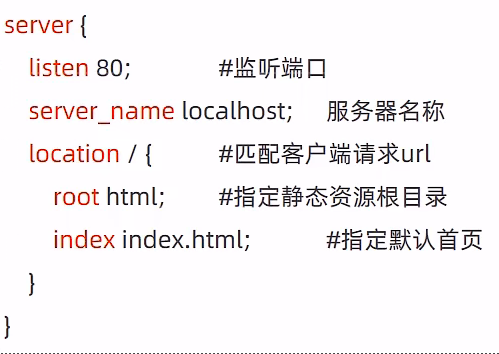 server {
listen 80; #监听端口
server_name localhost; 服务器名称
location / { #匹配客户端请求url
root html; #指定静态资源根目录
index index.html; #指定默认首页
}
}